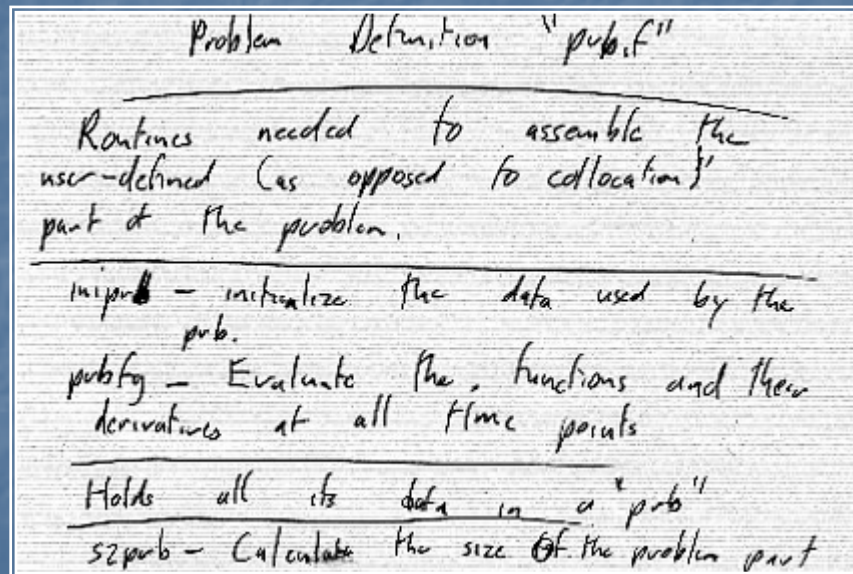 Problem Definition "prb.f"
Routines needed to assemble the
user-defined (as opposed to collocation)
part of the problem.
iniprb - initialize the data used by the
prb.
prbfg - Evaluate the functions and their
derivatives at all time points
Holds all its data in a "prb"
szprb - Calculate the size of the problem part